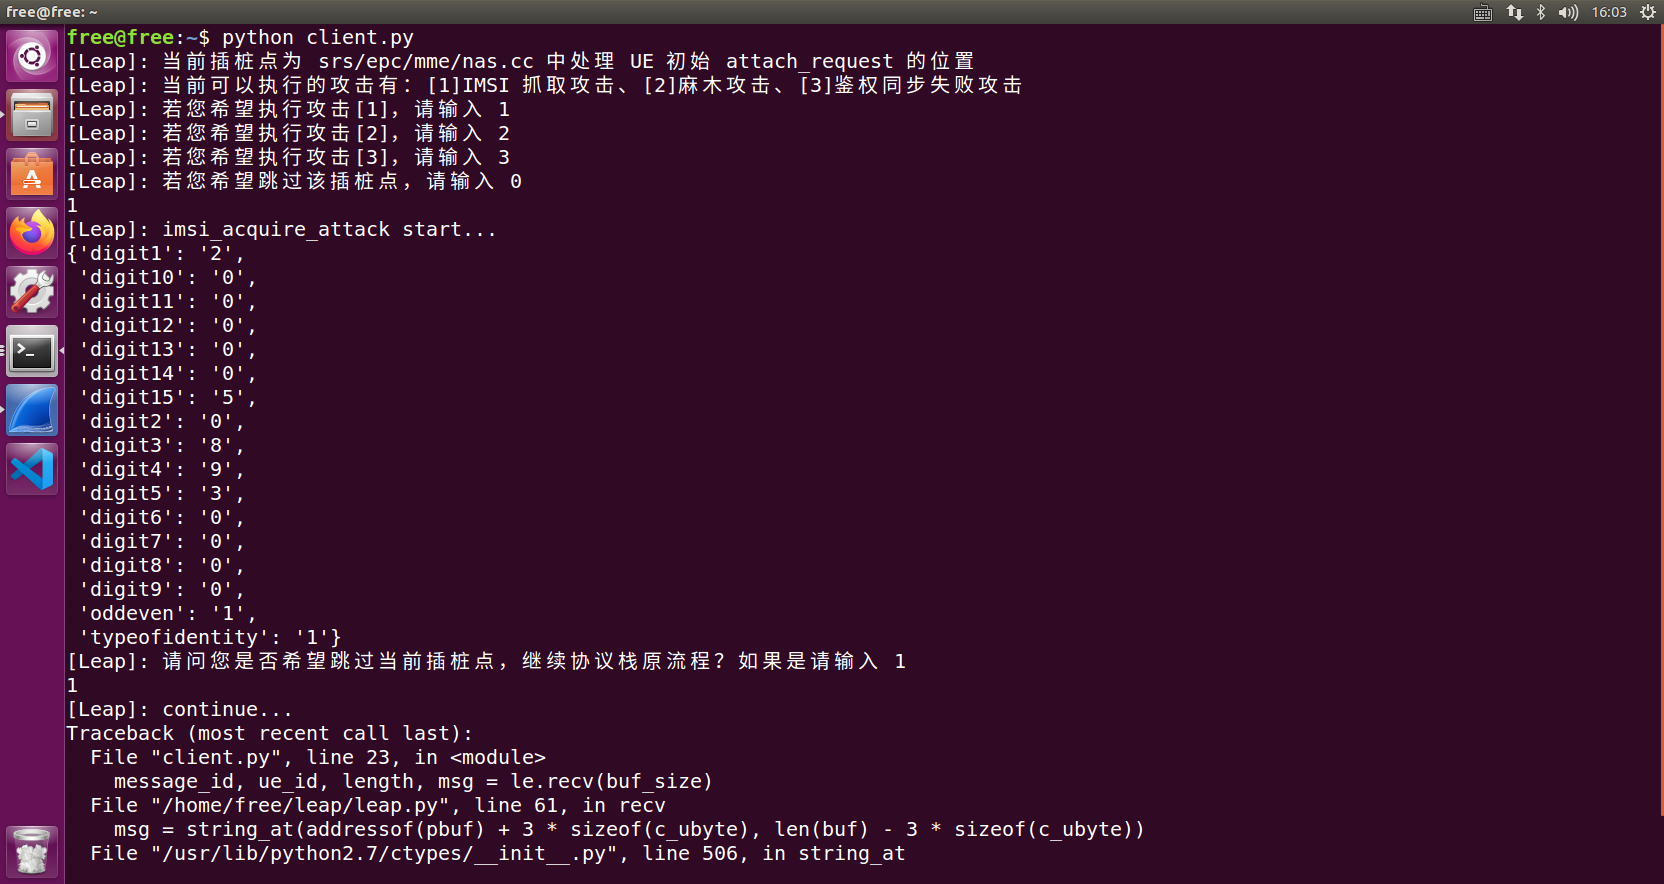 free@free: ~
16:03
free@free:~$ python client.py
[Leap]: 当前插桩点为 srs/epc/mme/nas.cc 中处理 UE 初始 attach_request 的位置
[Leap]: 当前可以执行的攻击有：[1]IMSI 抓取攻击、[2]麻木攻击、[3]鉴权同步失败攻击
[Leap]: 若您希望执行攻击[1]，请输入 1
[Leap]: 若您希望执行攻击[2]，请输入 2
[Leap]: 若您希望执行攻击[3]，请输入 3
[Leap]: 若您希望跳过该插桩点，请输入 0
1
[Leap]: imsi_acquire_attack start...
{'digit1': '2',
 'digit10': '0',
 'digit11': '0',
 'digit12': '0',
 'digit13': '0',
 'digit14': '0',
 'digit15': '5',
 'digit2': '0',
 'digit3': '8',
 'digit4': '9',
 'digit5': '3',
 'digit6': '0',
 'digit7': '0',
 'digit8': '0',
 'digit9': '0',
 'oddeven': '1',
 'typeofidentity': '1'}
[Leap]: 请问您是否希望跳过当前插桩点，继续协议栈原流程？如果是请输入 1
1
[Leap]: continue...
Traceback (most recent call last):
  File "client.py", line 23, in <module>
    message_id, ue_id, length, msg = le.recv(buf_size)
  File "/home/free/leap/leap.py", line 61, in recv
    msg = string_at(addressof(pbuf) + 3 * sizeof(c_ubyte), len(buf) - 3 * sizeof(c_ubyte))
  File "/usr/lib/python2.7/ctypes/__init__.py", line 506, in string_at